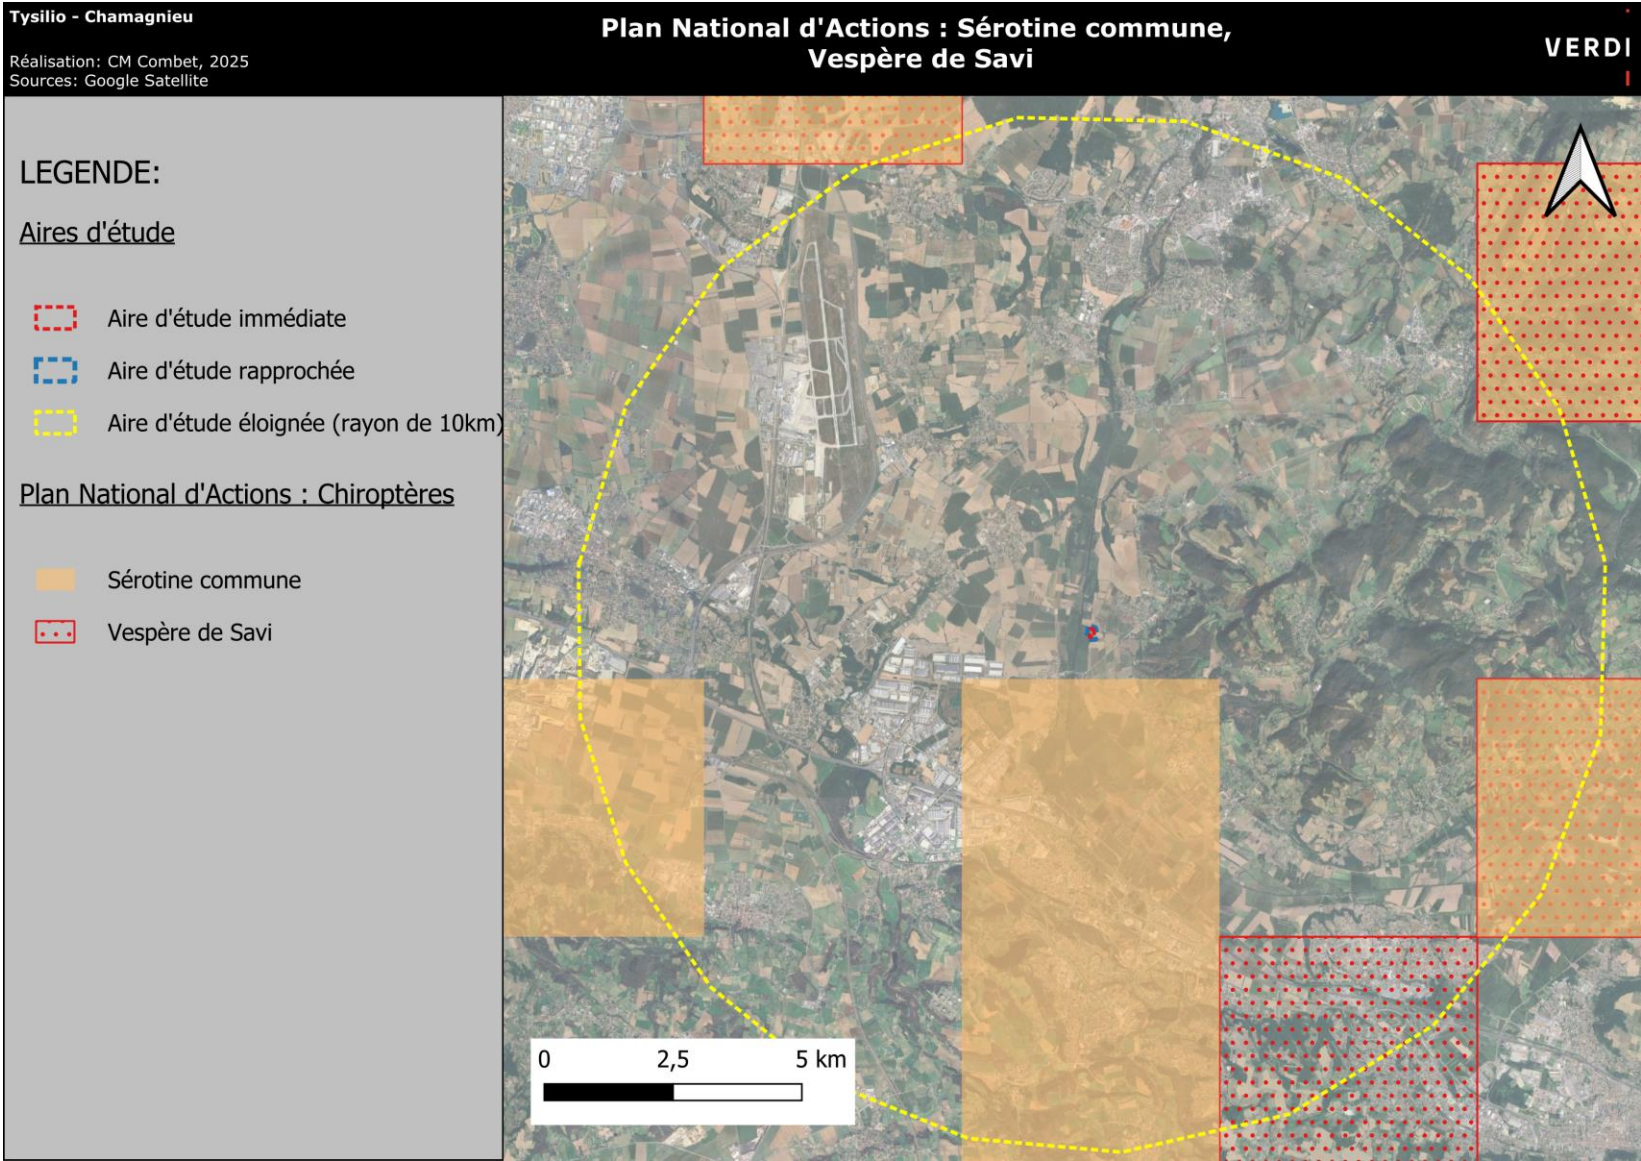 Tysilio - Chamagnieu
Réalisation: CM Combet, 2025
Sources: Google Satellite
Plan National d'Actions : Sérotine commune,
Vespère de Savi
VERDI
LEGENDE:
Aires d'étude
Aire d'étude immédiate
Aire d'étude rapprochée
Aire d'étude éloignée (rayon de 10km)
Plan National d'Actions : Chiroptères
Sérotine commune
Vespère de Savi
0 2,5 5 km